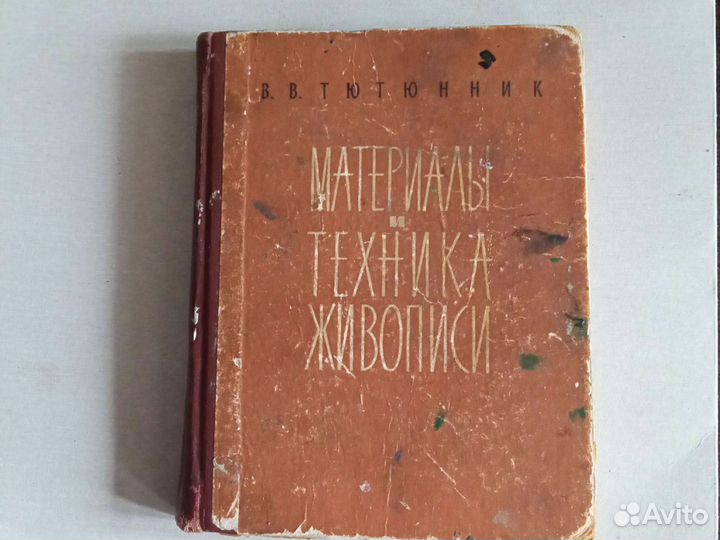 В. В. ТЮТЮННИК
МАТЕРИАЛЫ
и
ТЕХНИКА
ЖИВОПИСИ
Avito